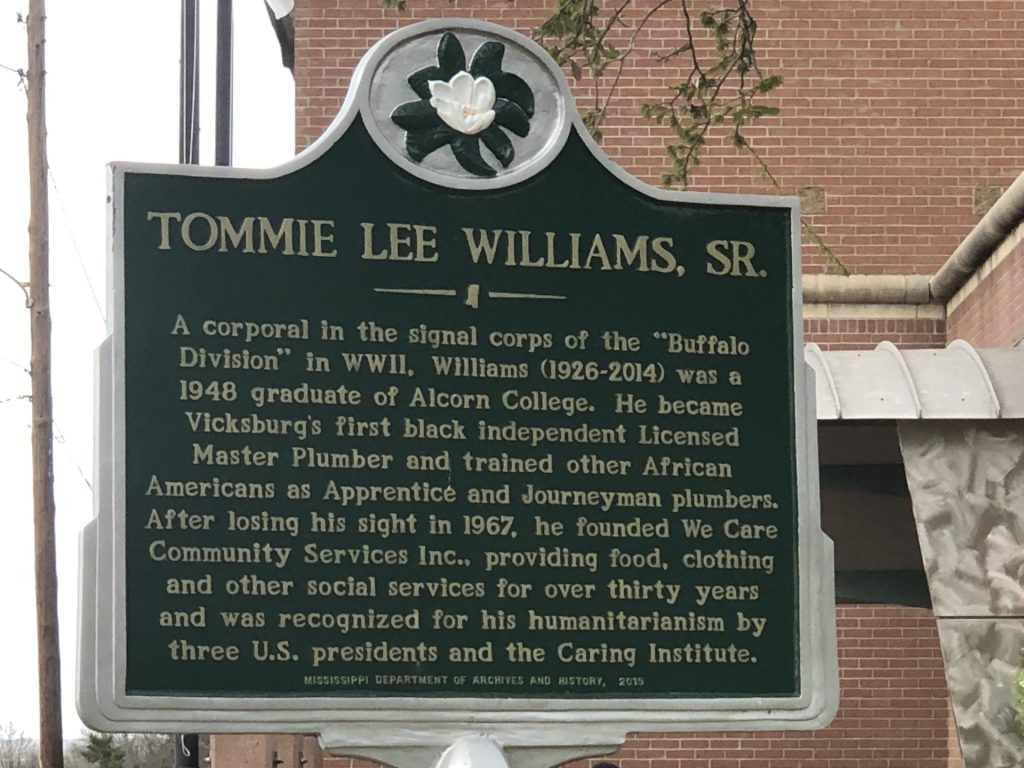 TOMMIE LEE WILLIAMS, SR.
A corporal in the signal corps of the "Buffalo
Division" in WWII, Williams (1926-2014) was a
1948 graduate of Alcorn College. He became
Vicksburg's first black independent Licensed
Master Plumber and trained other African
Americans as Apprentice and Journeyman plumbers.
After losing his sight in 1967, he founded We Care
Community Services Inc., providing food, clothing
and other social services for over thirty years
and was recognized for his humanitarianism by
three U.S. presidents and the Caring Institute.
MISSISSIPPI DEPARTMENT OF ARCHIVES AND HISTORY, 2019